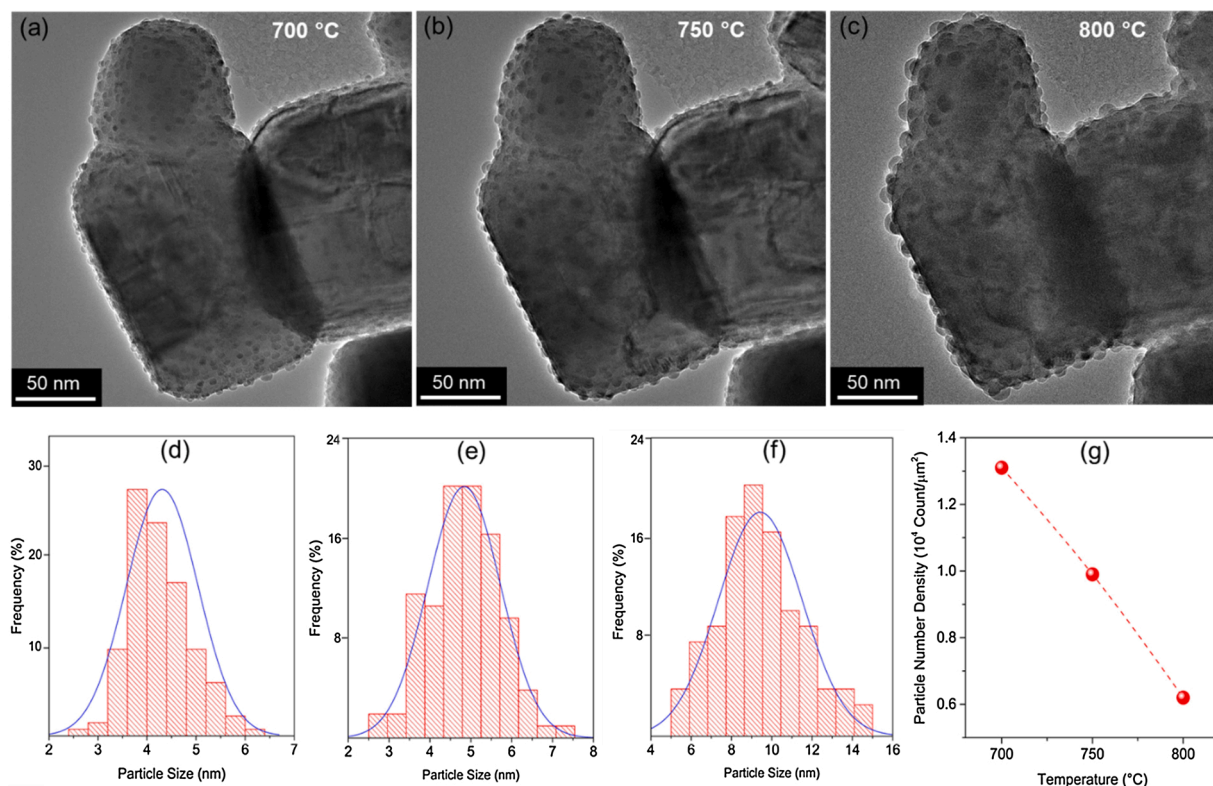 (a) 700 °C
50 nm
(b) 750 °C
50 nm
(c) 800 °C
50 nm
(d)
Frequency (%)
30
20
10
2 3 4 5 6 7
Particle Size (nm)
(e)
Frequency (%)
24
16
8
2 3 4 5 6 7 8
Particle Size (nm)
(f)
Frequency (%)
24
16
8
4 6 8 10 12 14 16
Particle Size (nm)
(g)
Particle Number Density (10⁴ Count/μm²)
1.4
1.2
1.0
0.8
0.6
700 750 800
Temperature (°C)